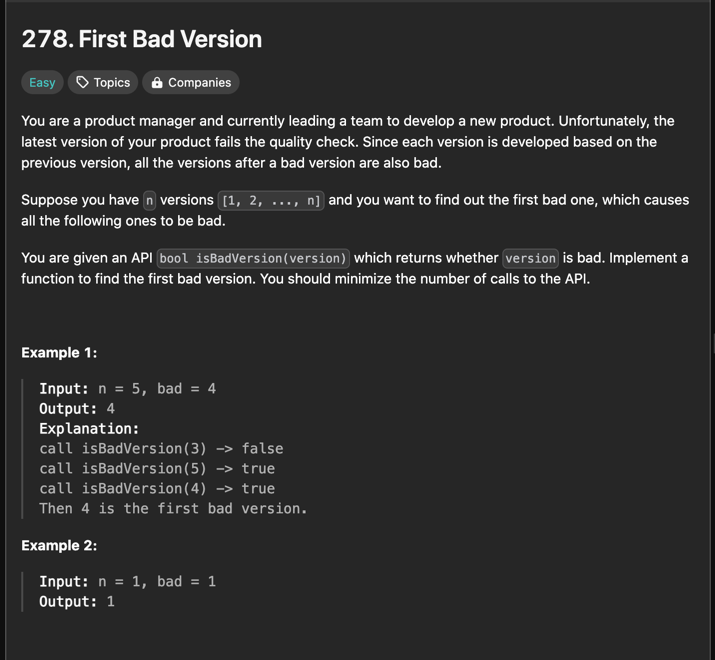 278. First Bad Version
Easy Topics Companies
You are a product manager and currently leading a team to develop a new product. Unfortunately, the
latest version of your product fails the quality check. Since each version is developed based on the
previous version, all the versions after a bad version are also bad.
Suppose you have n versions [1, 2, ..., n] and you want to find out the first bad one, which causes
all the following ones to be bad.
You are given an API bool isBadVersion(version) which returns whether version is bad. Implement a
function to find the first bad version. You should minimize the number of calls to the API.
Example 1:
Input: n = 5, bad = 4
Output: 4
Explanation:
call isBadVersion(3) -> false
call isBadVersion(5) -> true
call isBadVersion(4) -> true
Then 4 is the first bad version.
Example 2:
Input: n = 1, bad = 1
Output: 1